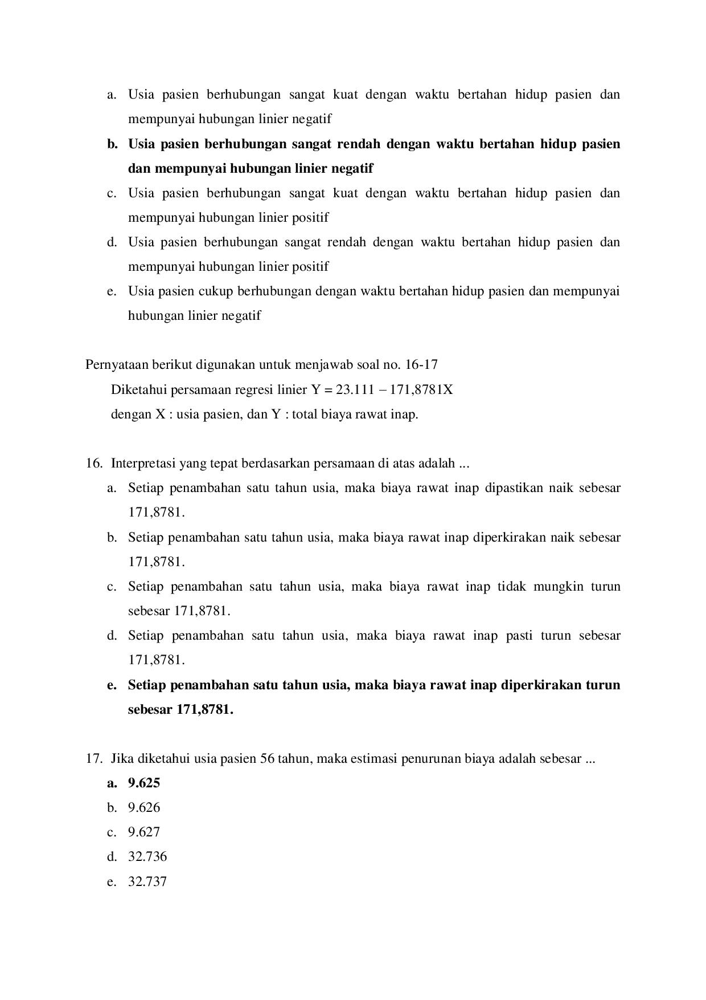 a. Usia pasien berhubungan sangat kuat dengan waktu bertahan hidup pasien dan
mempunyai hubungan linier negatif
b. Usia pasien berhubungan sangat rendah dengan waktu bertahan hidup pasien
dan mempunyai hubungan linier negatif
c. Usia pasien berhubungan sangat kuat dengan waktu bertahan hidup pasien dan
mempunyai hubungan linier positif
d. Usia pasien berhubungan sangat rendah dengan waktu bertahan hidup pasien dan
mempunyai hubungan linier positif
e. Usia pasien cukup berhubungan dengan waktu bertahan hidup pasien dan mempunyai
hubungan linier negatif
Pernyataan berikut digunakan untuk menjawab soal no. 16-17
Diketahui persamaan regresi linier Y = 23.111 – 171,8781X
dengan X : usia pasien, dan Y : total biaya rawat inap.
16. Interpretasi yang tepat berdasarkan persamaan di atas adalah ...
a. Setiap penambahan satu tahun usia, maka biaya rawat inap dipastikan naik sebesar
171,8781.
b. Setiap penambahan satu tahun usia, maka biaya rawat inap diperkirakan naik sebesar
171,8781.
c. Setiap penambahan satu tahun usia, maka biaya rawat inap tidak mungkin turun
sebesar 171,8781.
d. Setiap penambahan satu tahun usia, maka biaya rawat inap pasti turun sebesar
171,8781.
e. Setiap penambahan satu tahun usia, maka biaya rawat inap diperkirakan turun
sebesar 171,8781.
17. Jika diketahui usia pasien 56 tahun, maka estimasi penurunan biaya adalah sebesar ...
a. 9.625
b. 9.626
c. 9.627
d. 32.736
e. 32.737